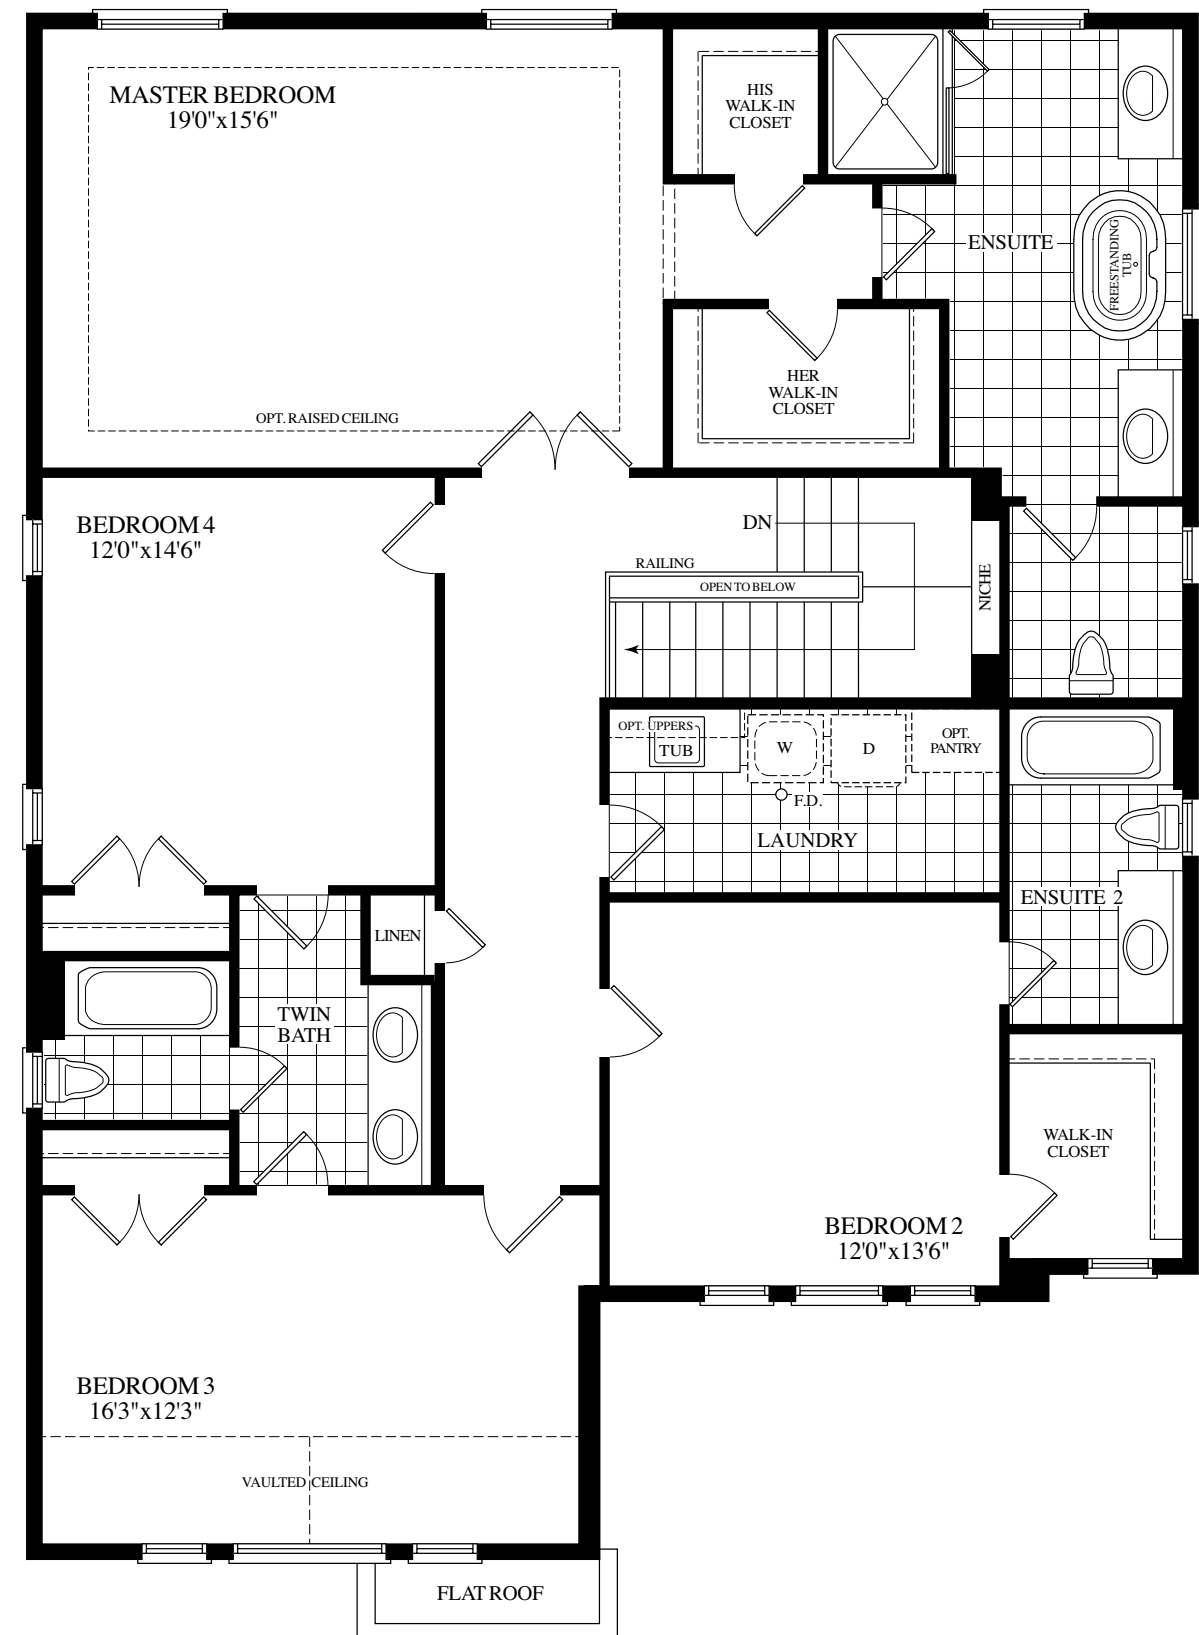 MASTER BEDROOM
19'0"x15'6"
HIS
WALK-IN
CLOSET
ENSUITE
FREESTANDING
TUB
HER
WALK-IN
CLOSET
OPT. RAISED CEILING
BEDROOM 4
12'0"x14'6"
DN
RAILING
OPEN TO BELOW
NICHE
OPT. UPPERS
TUB
W
D
OPT.
PANTRY
F.D.
LAUNDRY
ENSUITE 2
LINEN
TWIN
BATH
WALK-IN
CLOSET
BEDROOM 2
12'0"x13'6"
BEDROOM 3
16'3"x12'3"
VAULTED CEILING
FLAT ROOF